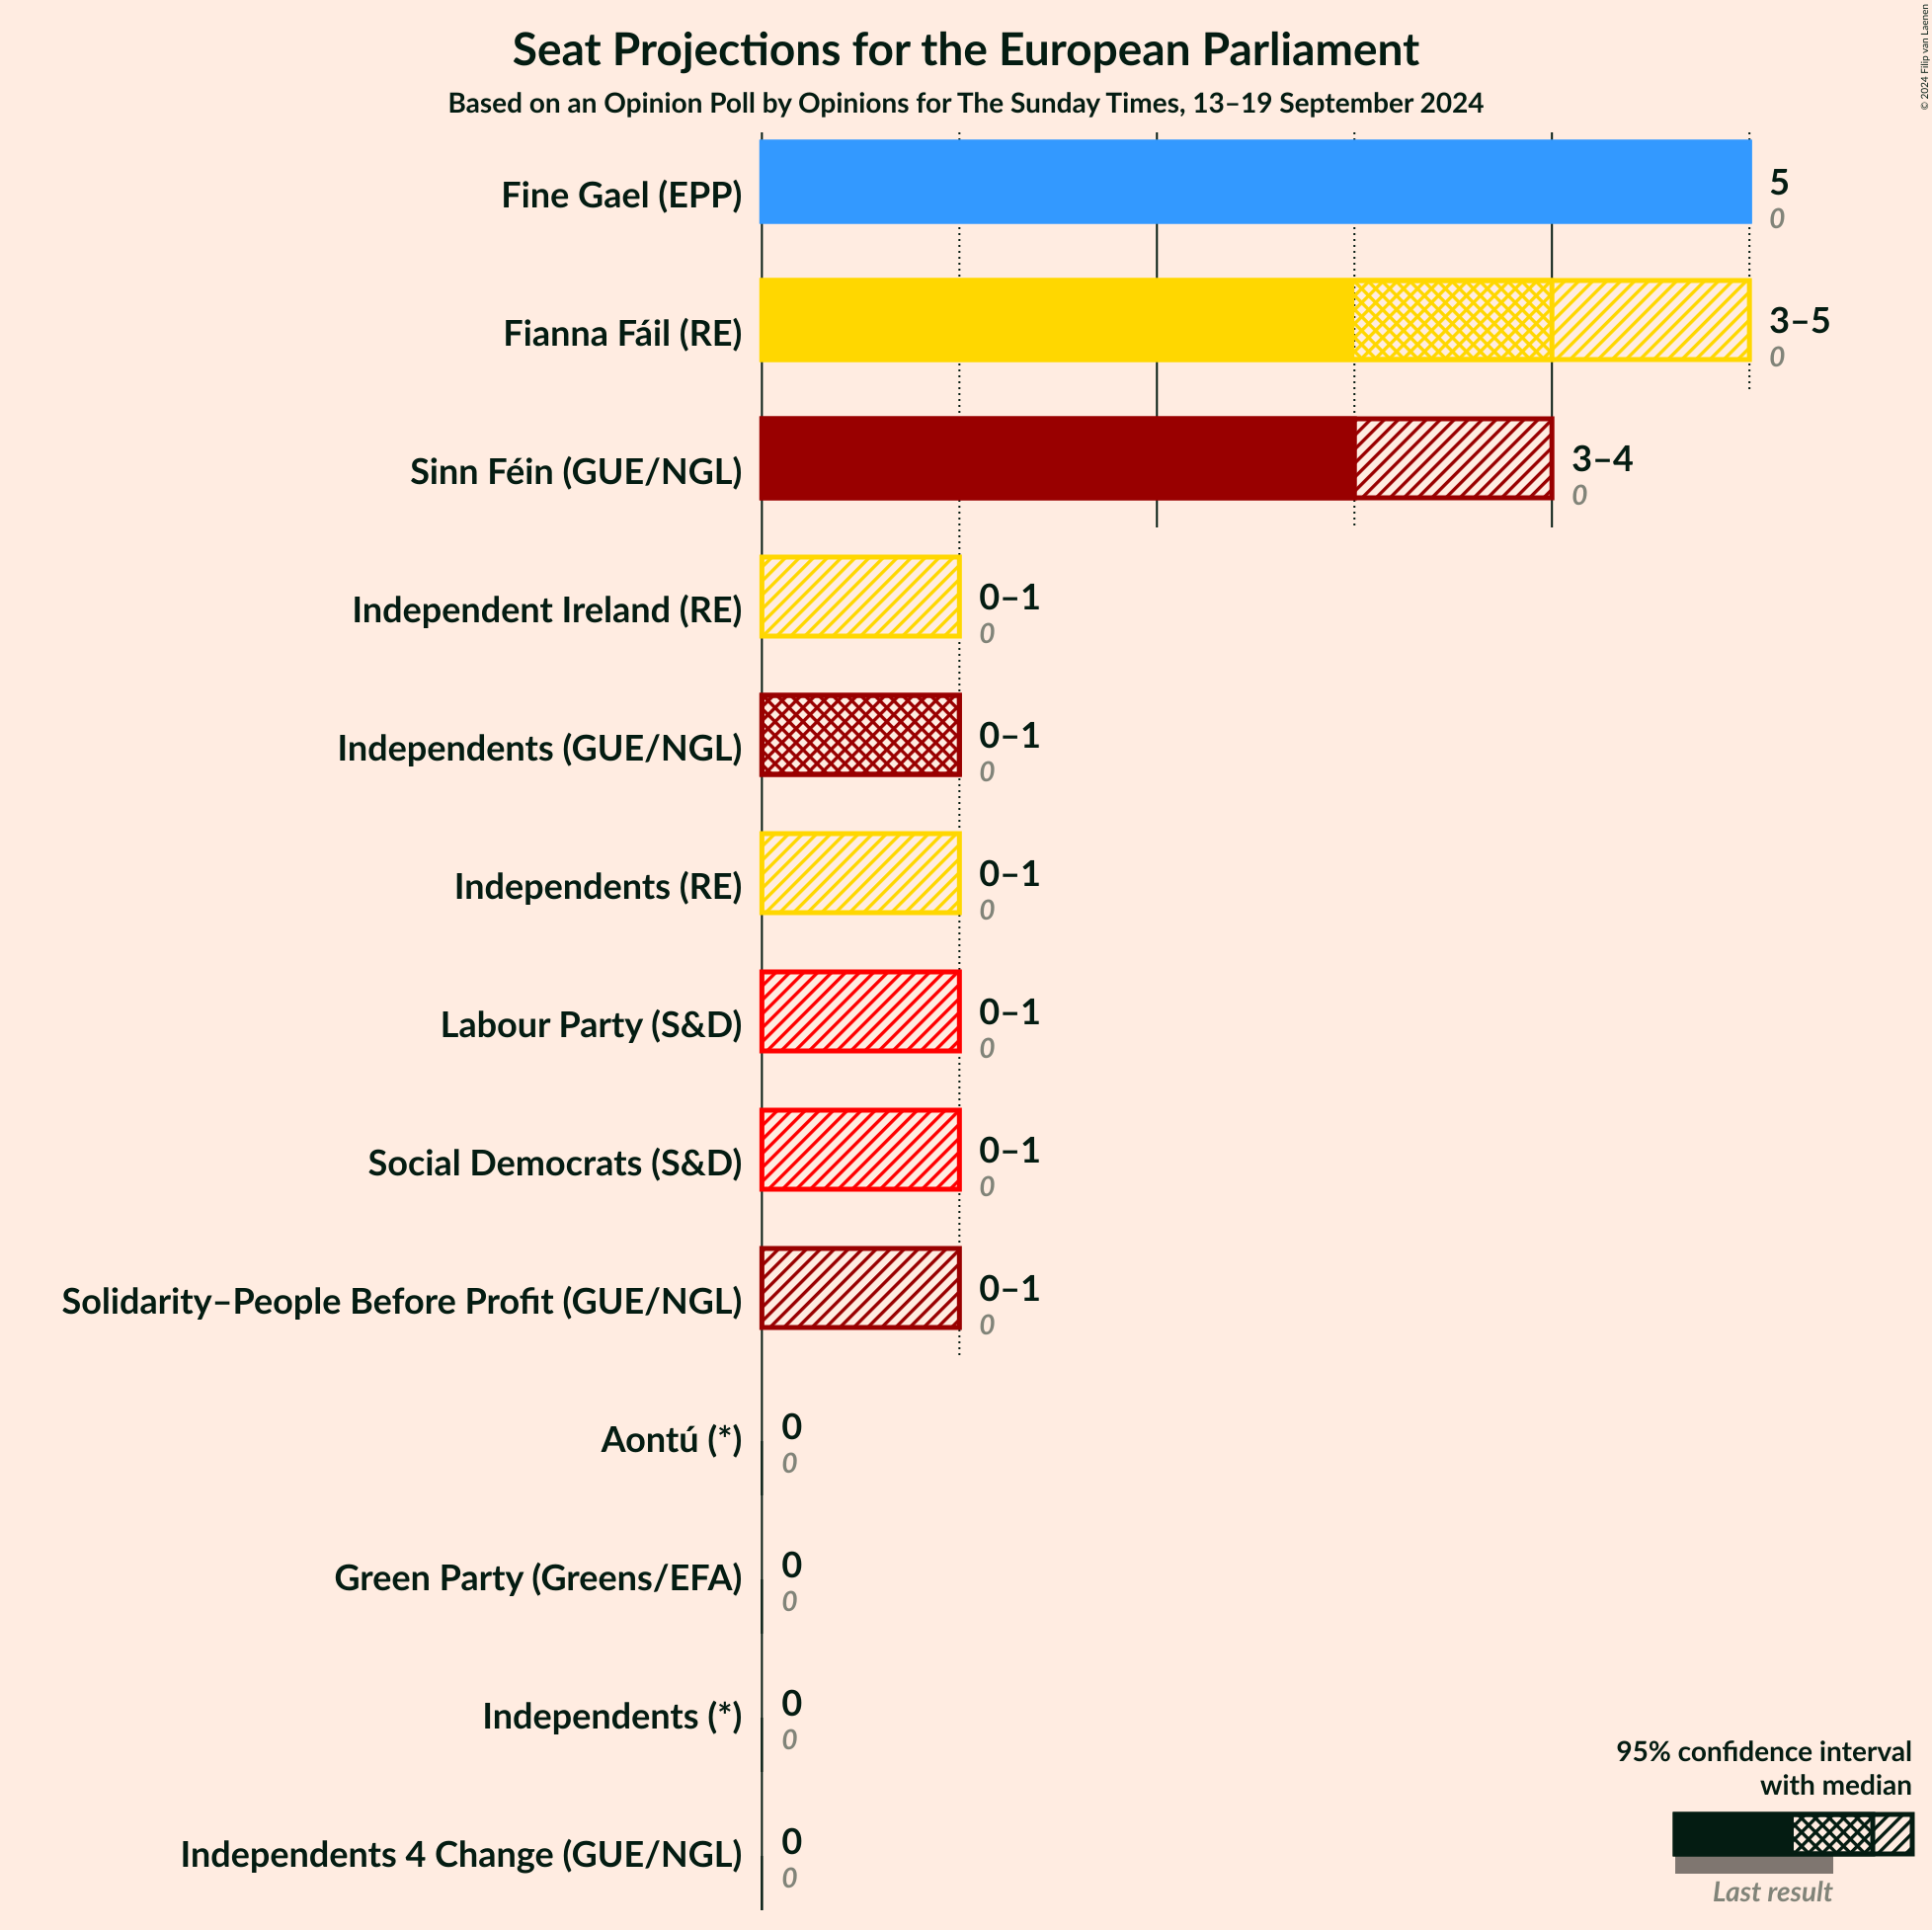 Seat Projections for the European Parliament
Based on an Opinion Poll by Opinions for The Sunday Times, 13–19 September 2024
© 2024 Filip van Laenen
Fine Gael (EPP)
5
0
Fianna Fáil (RE)
3–5
0
Sinn Féin (GUE/NGL)
3–4
0
Independent Ireland (RE)
0–1
0
Independents (GUE/NGL)
0–1
0
Independents (RE)
0–1
0
Labour Party (S&D)
0–1
0
Social Democrats (S&D)
0–1
0
Solidarity–People Before Profit (GUE/NGL)
0–1
0
Aontú (*)
0
0
Green Party (Greens/EFA)
0
0
Independents (*)
0
0
Independents 4 Change (GUE/NGL)
0
0
95% confidence interval
with median
Last result